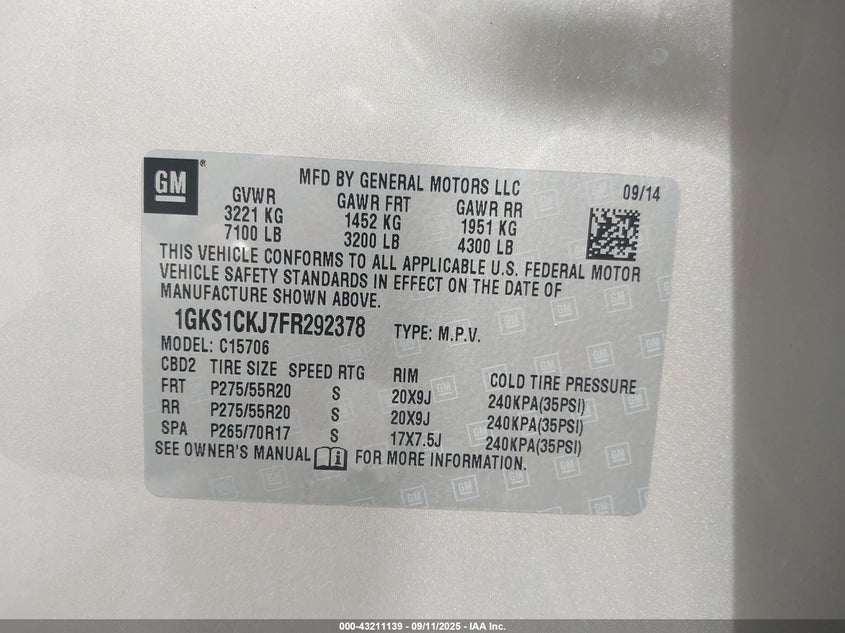 GM ®
MFD BY GENERAL MOTORS LLC 09/14
GVWR GAWR FRT GAWR RR
3221 KG 1452 KG 1951 KG
7100 LB 3200 LB 4300 LB
THIS VEHICLE CONFORMS TO ALL APPLICABLE U.S. FEDERAL MOTOR
VEHICLE SAFETY STANDARDS IN EFFECT ON THE DATE OF
MANUFACTURE SHOWN ABOVE.
1GKS1CKJ7FR292378 TYPE: M.P.V.
MODEL: C15706
CBD2 TIRE SIZE SPEED RTG RIM COLD TIRE PRESSURE
FRT P275/55R20 S 20X9J 240KPA(35PSI)
RR P275/55R20 S 20X9J 240KPA(35PSI)
SPA P265/70R17 S 17X7.5J 240KPA(35PSI)
SEE OWNER'S MANUAL FOR MORE INFORMATION.
000-43211139 - 09/11/2025 - IAA Inc.